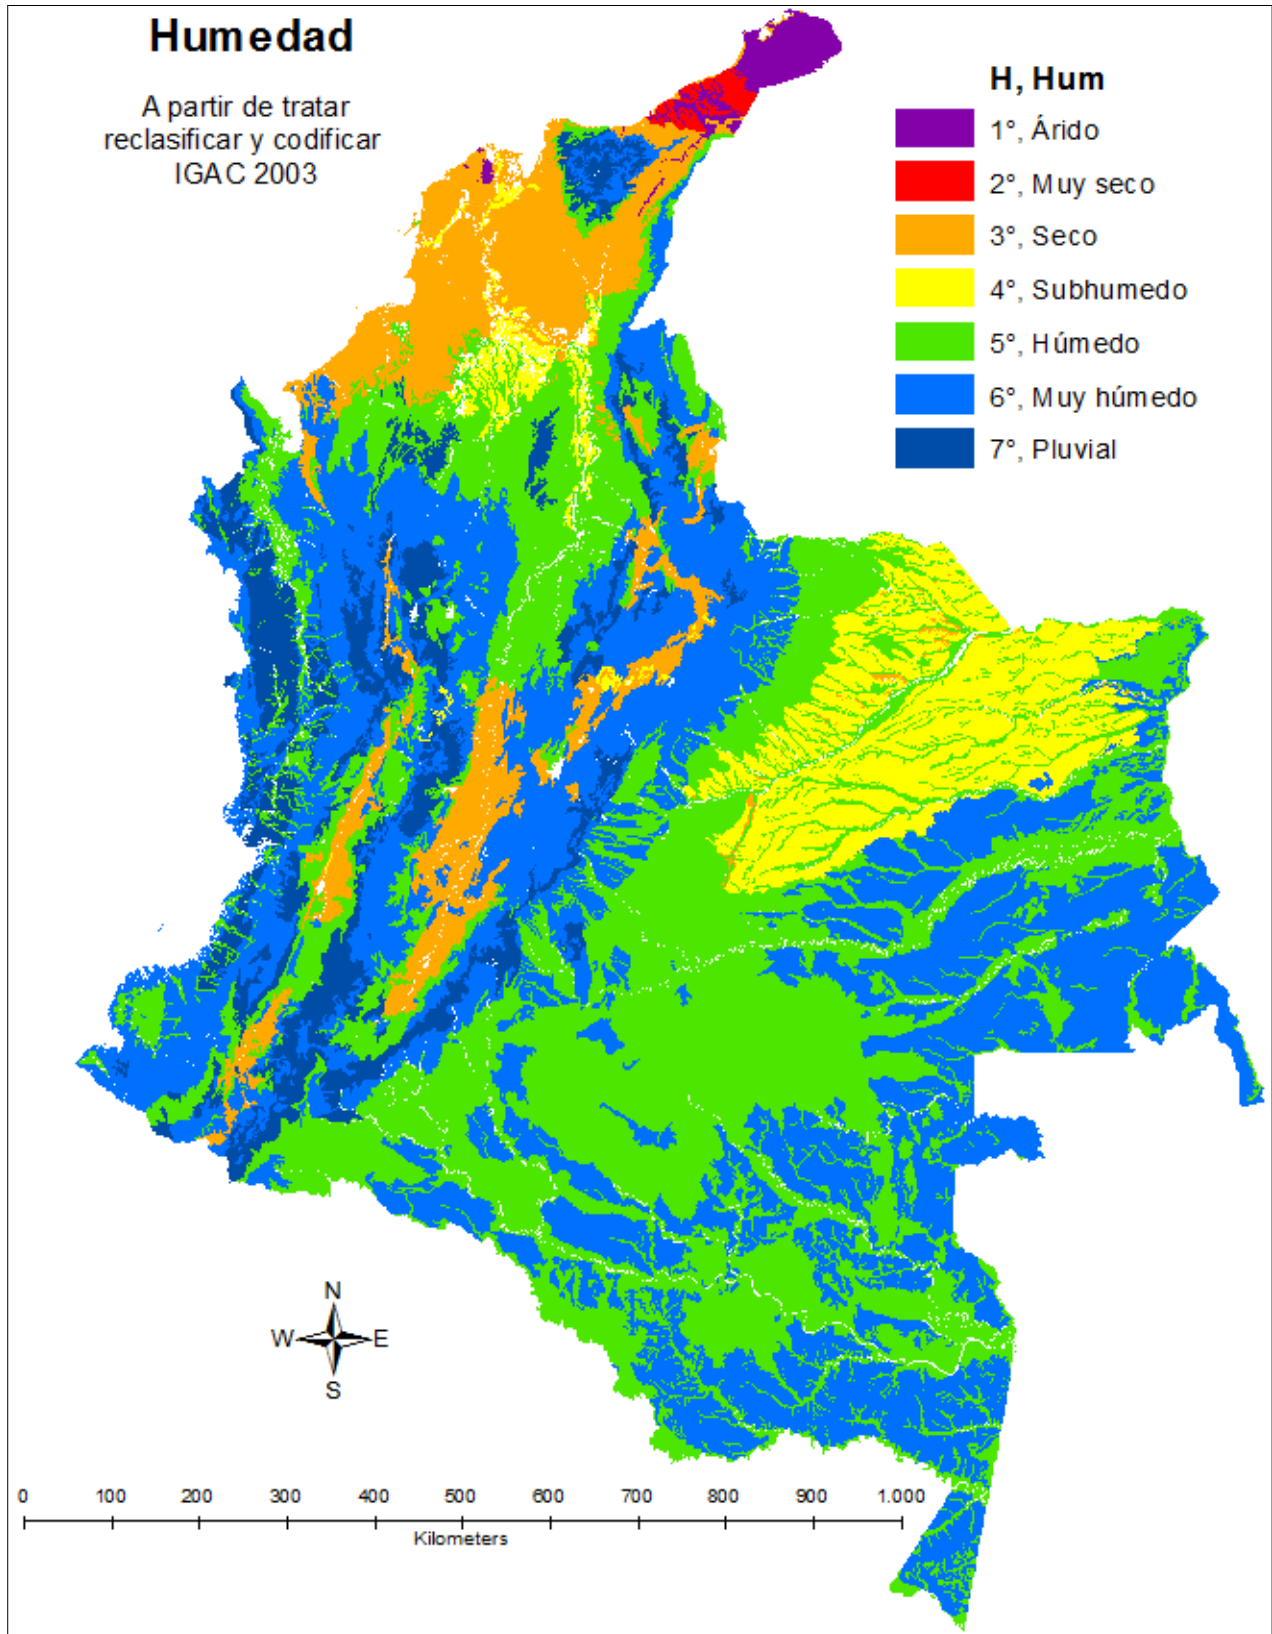 Humedad
A partir de tratar
reclasificar y codificar
IGAC 2003
H, Hum
1°, Árido
2°, Muy seco
3°, Seco
4°, Subhumedo
5°, Húmedo
6°, Muy húmedo
7°, Pluvial
N
W E
S
0 100 200 300 400 500 600 700 800 900 1.000
Kilometers